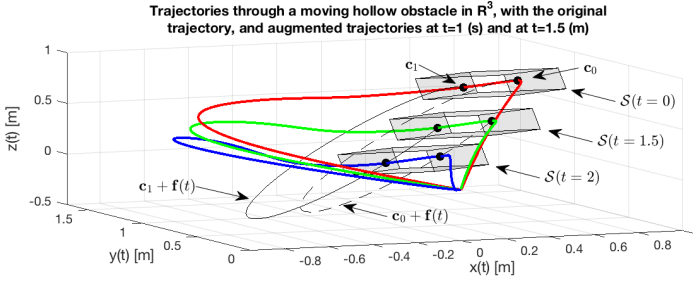 Trajectories through a moving hollow obstacle in R³, with the original
trajectory, and augmented trajectories at t=1 (s) and at t=1.5 (m)
z(t) [m]
1
0.5
0
-0.5
c₁
c₀
S(t = 0)
S(t = 1.5)
S(t = 2)
c₁ + f(t)
c₀ + f(t)
1.5
1
0.5
0
y(t) [m]
-0.8
-0.6
-0.4
-0.2
0
0.2
0.4
0.6
0.8
x(t) [m]